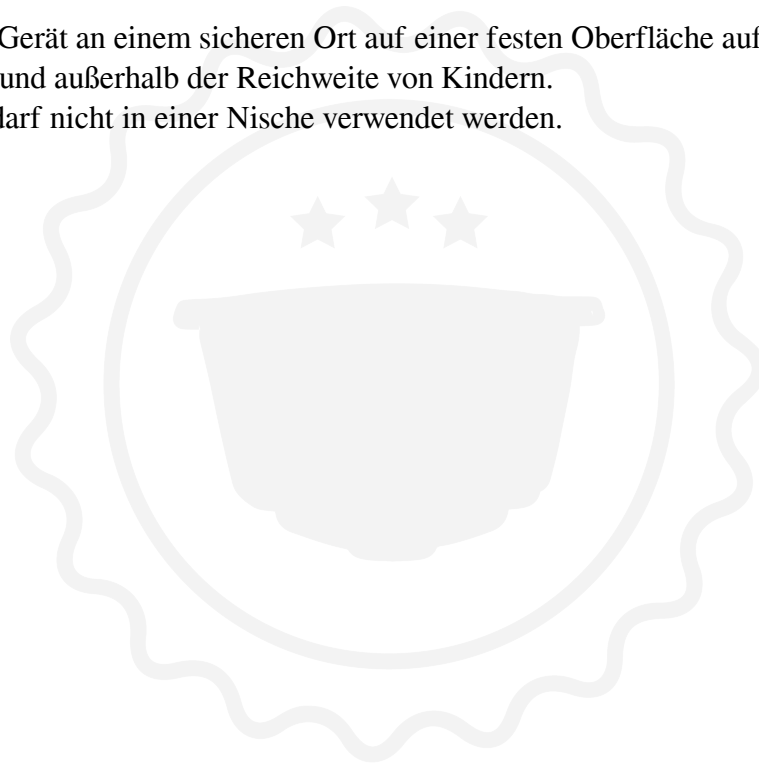 Gerät an einem sicheren Ort auf einer festen Oberfläche auf
und außerhalb der Reichweite von Kindern.
darf nicht in einer Nische verwendet werden.